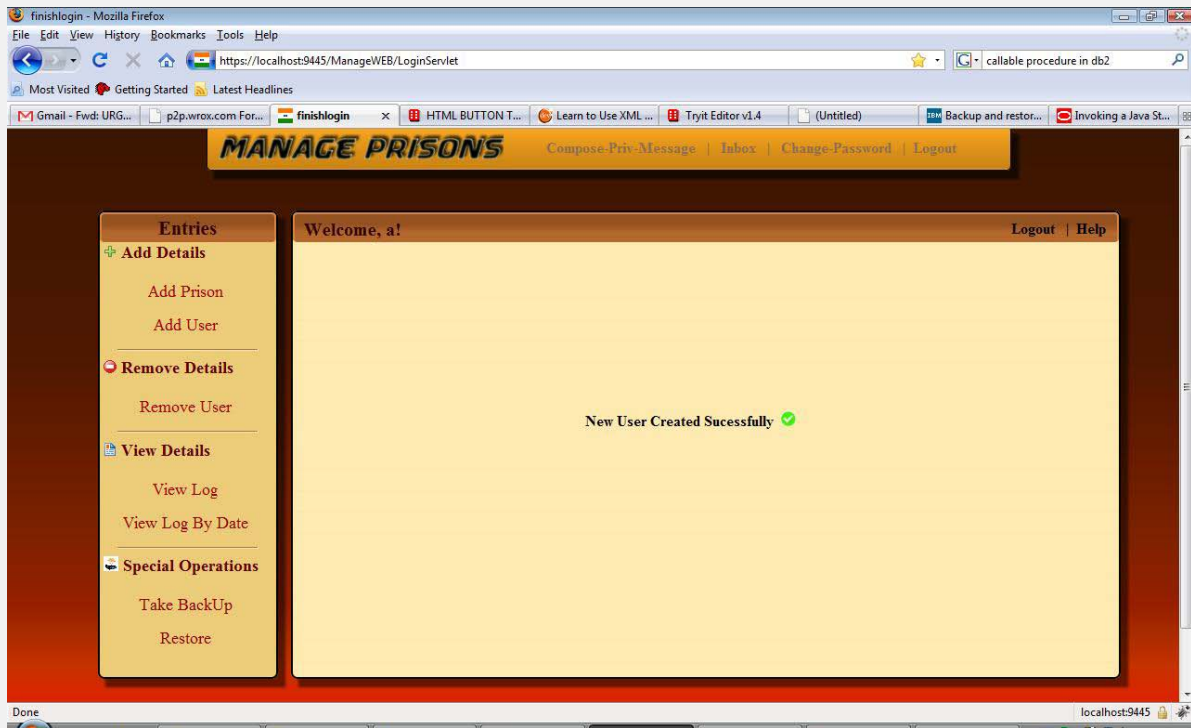 finishlogin - Mozilla Firefox
File Edit View History Bookmarks Tools Help
https://localhost:9445/ManageWEB/LoginServlet
callable procedure in db2
Most Visited Getting Started Latest Headlines
Gmail - Fwd: URG... p2p.wrox.com For... finishlogin HTML BUTTON T... Learn to Use XML ... Tryit Editor v1.4 (Untitled) Backup and restor... Invoking a Java St...
MANAGE PRISONS
Compose-Priv-Message | Inbox | Change-Password | Logout
Entries
Add Details
Add Prison
Add User
Remove Details
Remove User
View Details
View Log
View Log By Date
Special Operations
Take BackUp
Restore
Welcome, a!
Logout | Help
New User Created Sucessfully
Done
localhost:9445